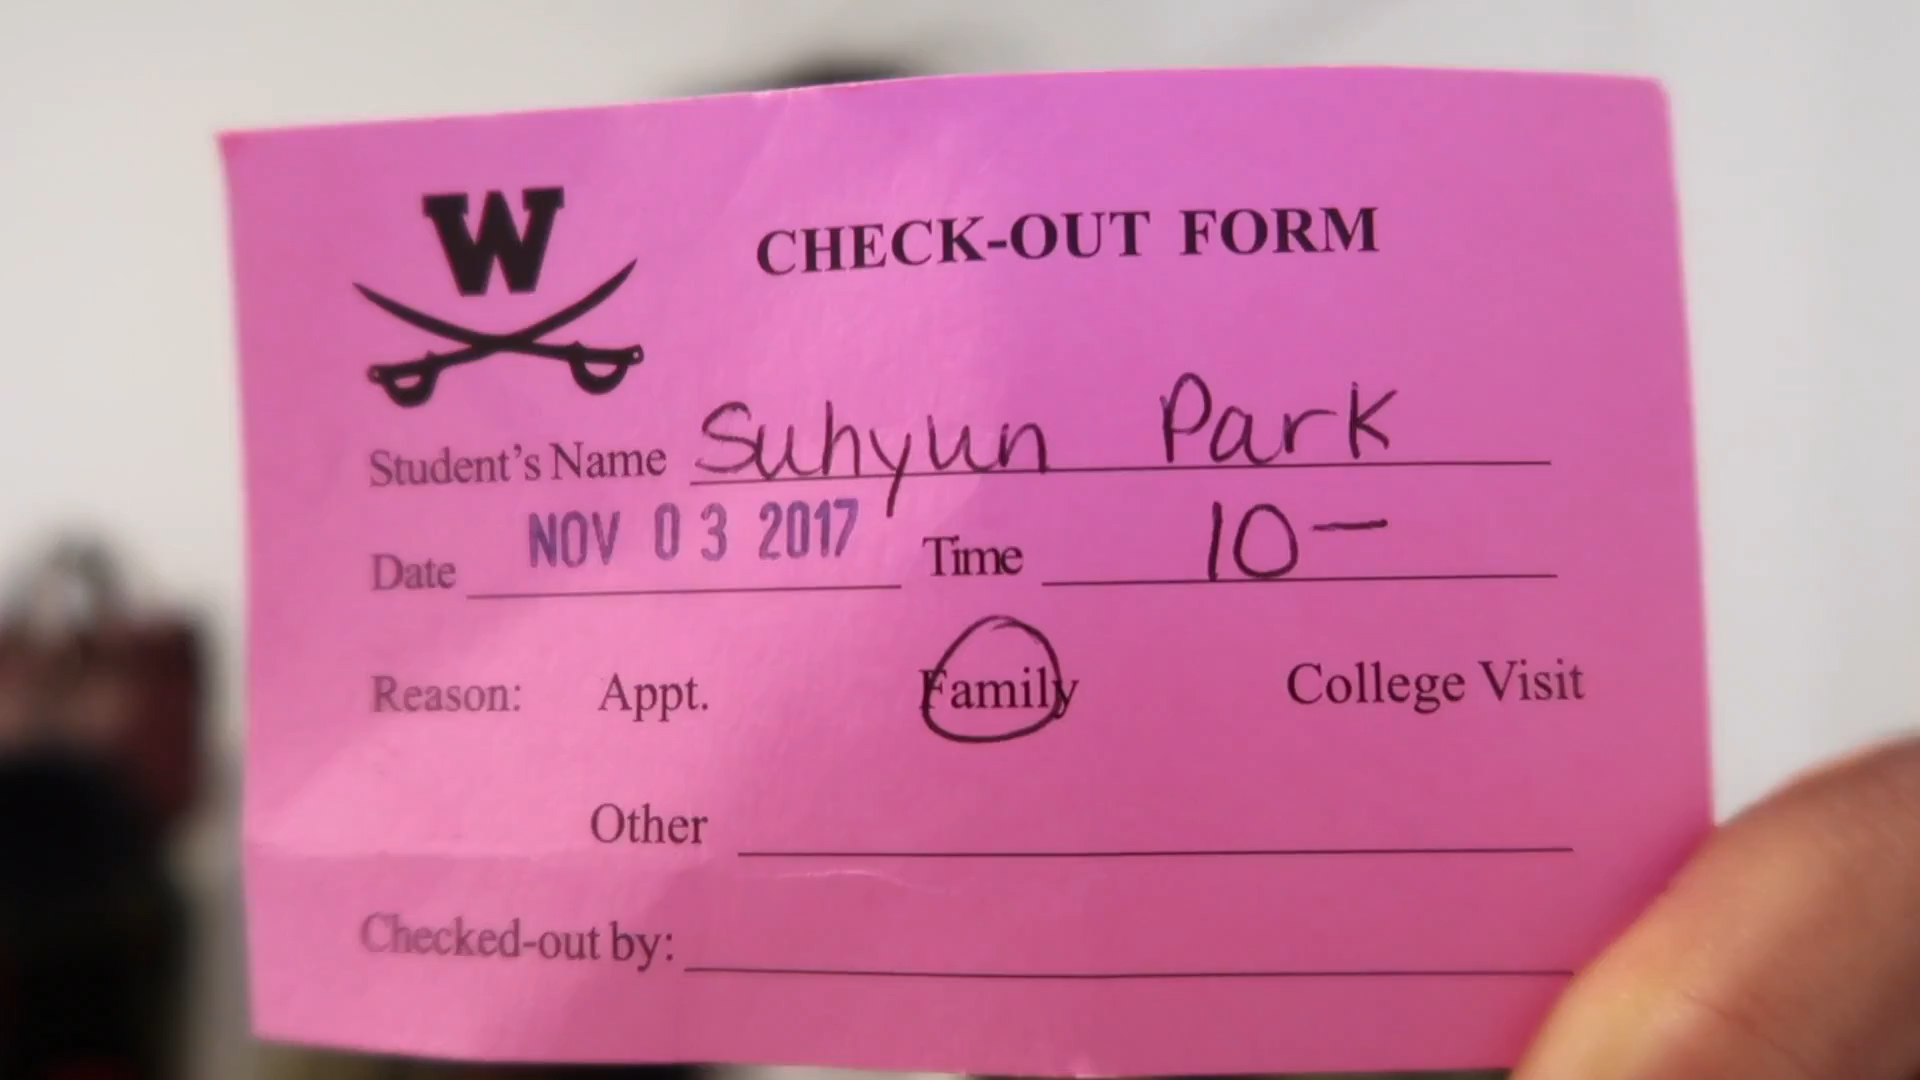 W
CHECK-OUT FORM
Student's Name Suhyun Park
Date NOV 03 2017 Time 10—
Reason: Appt. Family College Visit
Other
Checked-out by: